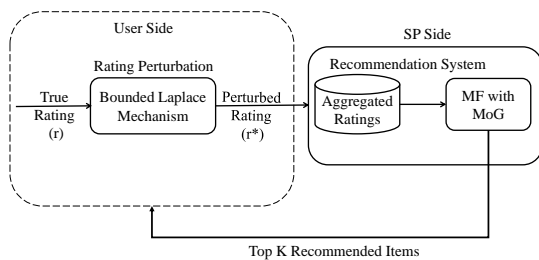 User Side
SP Side
Rating Perturbation
Recommendation System
True
Rating
(r)
Bounded Laplace
Mechanism
Perturbed
Rating
(r*)
Aggregated
Ratings
MF with
MoG
Top K Recommended Items